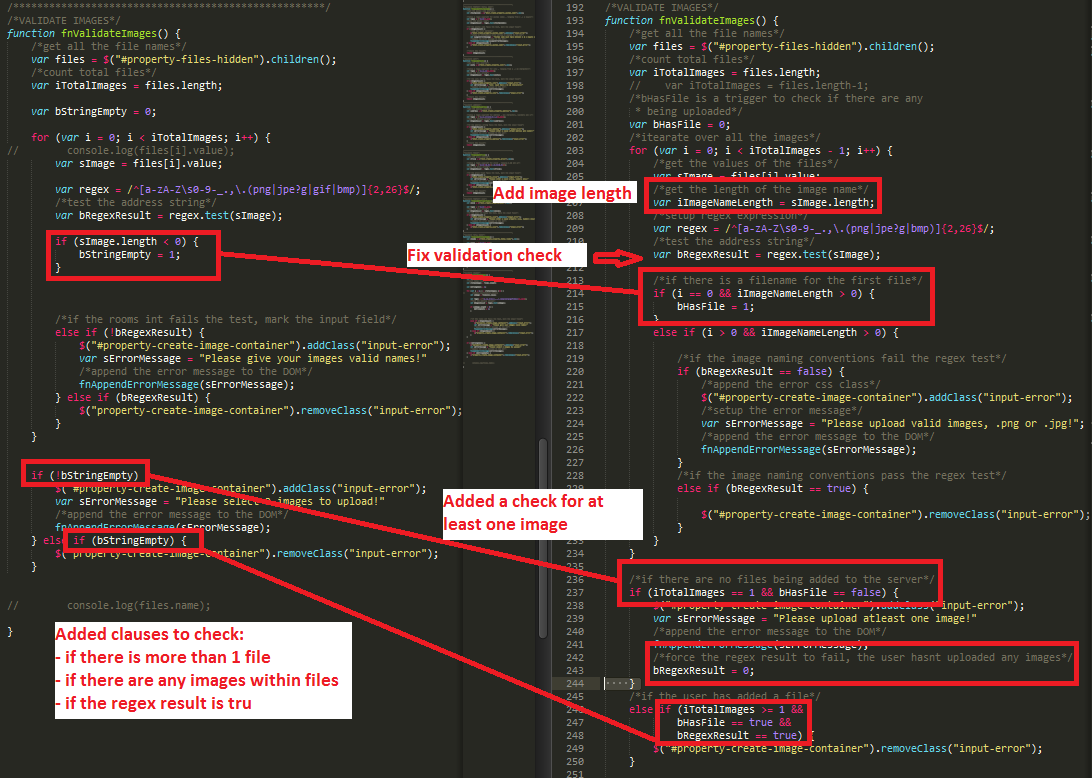 /***************************************************/
/*VALIDATE IMAGES*/
function fnValidateImages() {
/*get all the file names*/
var files = $("#property-files-hidden").children();
/*count total files*/
var iTotalImages = files.length;
var bStringEmpty = 0;
for (var i = 0; i < iTotalImages; i++) {
// console.log(files[i].value);
var sImage = files[i].value;
var regex = /^[a-zA-Z\s0-9-_.,\.(png|jpe?g|gif|bmp)]{2,26}$/;
/*test the address string*/
var bRegexResult = regex.test(sImage);
if (sImage.length < 0) {
bStringEmpty = 1;
}
/*if the rooms int fails the test, mark the input field*/
else if (!bRegexResult) {
$("#property-create-image-container").addClass("input-error");
var sErrorMessage = "Please give your images valid names!"
/*append the error message to the DOM*/
fnAppendErrorMessage(sErrorMessage);
} else if (bRegexResult) {
$("property-create-image-container").removeClass("input-error");
}
}
if (!bStringEmpty)
$("#property-create-image-container").addClass("input-error");
var sErrorMessage = "Please select 2 images to upload!"
/*append the error message to the DOM*/
fnAppendErrorMessage(sErrorMessage);
} else if (bStringEmpty) {
$("property-create-image-container").removeClass("input-error");
}
// console.log(files.name);
}
Added clauses to check:
- if there is more than 1 file
- if there are any images within files
- if the regex result is tru
Add image length
Fix validation check
Added a check for at
least one image
192 /*VALIDATE IMAGES*/
193 function fnValidateImages() {
194 /*get all the file names*/
195 var files = $("#property-files-hidden").children();
196 /*count total files*/
197 var iTotalImages = files.length;
198 // var iTotalImages = files.length-1;
199 /*bHasFile is a trigger to check if there are any
200 * being uploaded*/
201 var bHasFile = 0;
202 /*itearate over all the images*/
203 for (var i = 0; i < iTotalImages - 1; i++) {
204 /*get the values of the files*/
var sImage = files[i].value;
/*get the length of the image name*/
var iImageNameLength = sImage.length;
208 /*setup regex expression*/
209 var regex = /^[a-zA-Z\s0-9-_.,\.(png|jpe?g|gif|bmp)]{2,26}$/;
/*test the address string*/
var bRegexResult = regex.test(sImage);
212
213 /*if there is a filename for the first file*/
214 if (i == 0 && iImageNameLength > 0) {
215 bHasFile = 1;
216 }
217 else if (i > 0 && iImageNameLength > 0) {
218
219 /*if the image naming conventions fail the regex test*/
220 if (bRegexResult == false) {
221 /*append the error css class*/
222 $("#property-create-image-container").addClass("input-error");
223 /*setup the error message*/
224 var sErrorMessage = "Please upload valid images, .png or .jpg!";
225 /*append the error message to the DOM*/
226 fnAppendErrorMessage(sErrorMessage);
227 }
228 /*if the image naming conventions pass the regex test*/
229 else if (bRegexResult == true) {
$("#property-create-image-container").removeClass("input-error");
}
233 }
234 }
235
236 /*if there are no files being added to the server*/
237 if (iTotalImages == 1 && bHasFile == false) {
238 $("#property-create-image-container").addClass("input-error");
239 var sErrorMessage = "Please upload atleast one image!"
240 /*append the error message to the DOM*/
241 fnAppendErrorMessage(sErrorMessage);
242 /*force the regex result to fail, the user hasnt uploaded any images*/
243 bRegexResult = 0;
244 }
245 /*if the user has added a file*/
246 else if (iTotalImages >= 1 &&
247 bHasFile == true &&
248 bRegexResult == true) {
249 $("#property-create-image-container").removeClass("input-error");
250 }
251